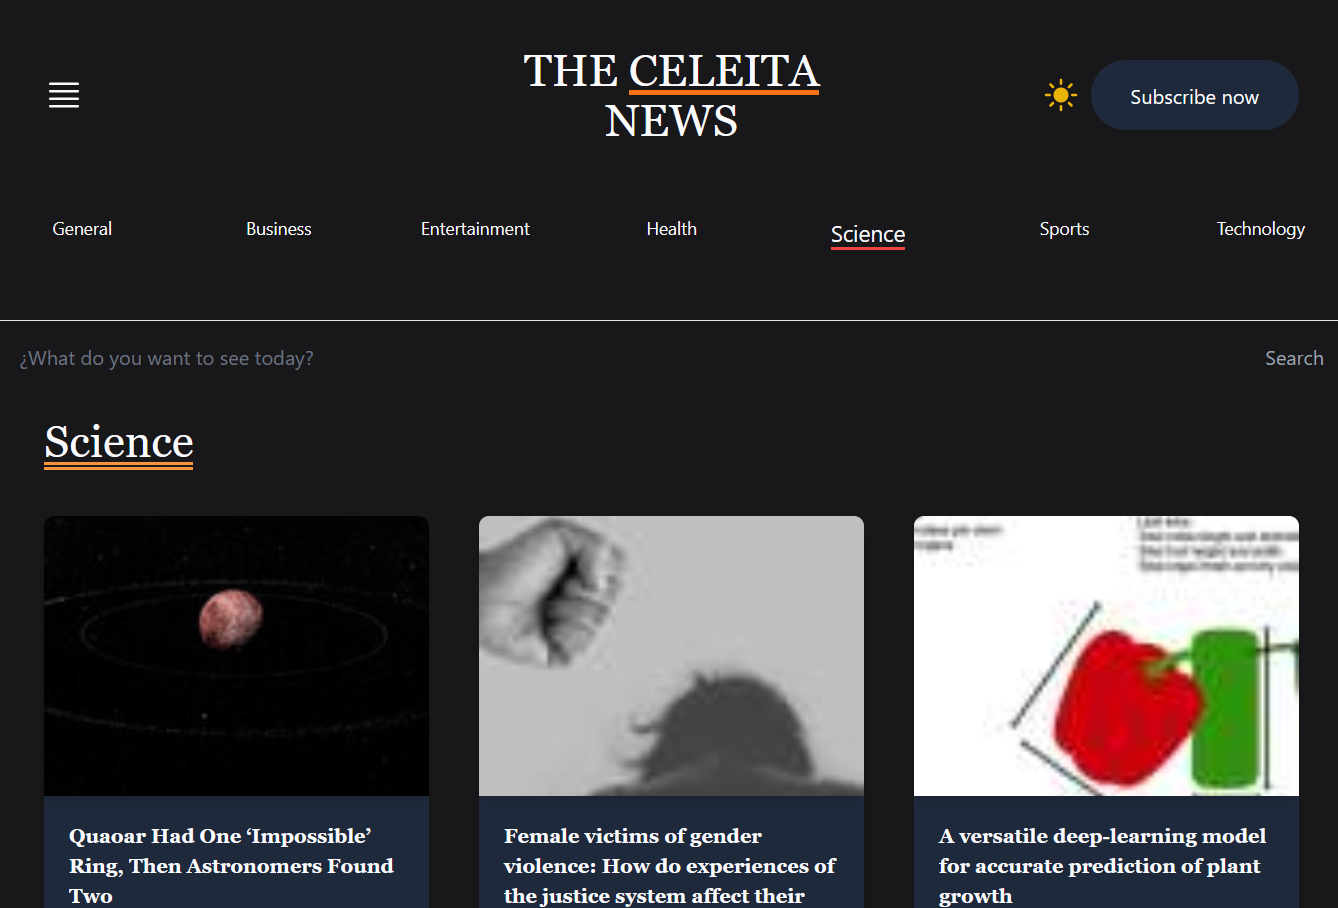 THE CELEITA
NEWS
Subscribe now
General
Business
Entertainment
Health
Science
Sports
Technology
¿What do you want to see today?
Search
Science
Quaoar Had One ‘Impossible’
Ring, Then Astronomers Found
Two
Female victims of gender
violence: How do experiences of
the justice system affect their
A versatile deep-learning model
for accurate prediction of plant
growth